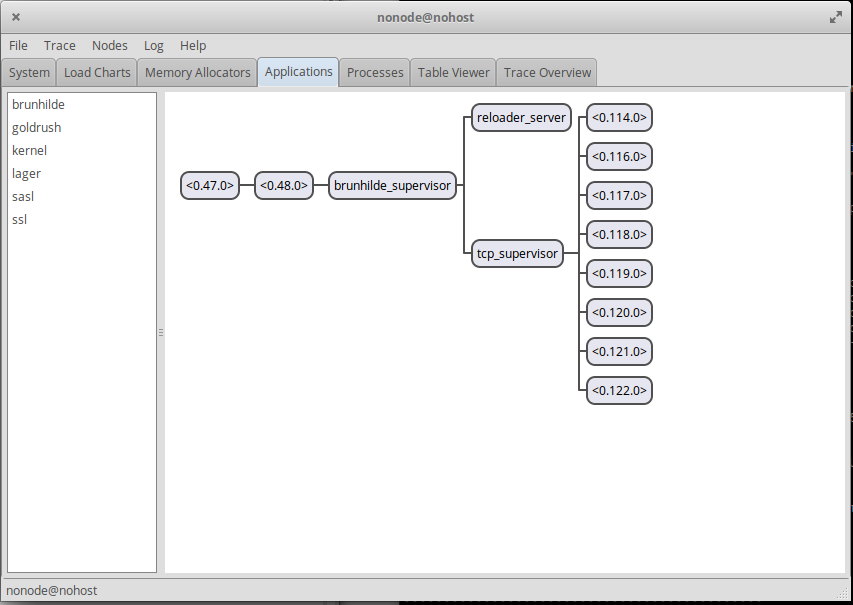 nonode@nohost
File Trace Nodes Log Help
System Load Charts Memory Allocators Applications Processes Table Viewer Trace Overview
brunhilde
goldrush
kernel
lager
sasl
ssl
<0.47.0> <0.48.0> brunhilde_supervisor
reloader_server
tcp_supervisor
<0.114.0>
<0.116.0>
<0.117.0>
<0.118.0>
<0.119.0>
<0.120.0>
<0.121.0>
<0.122.0>
nonode@nohost